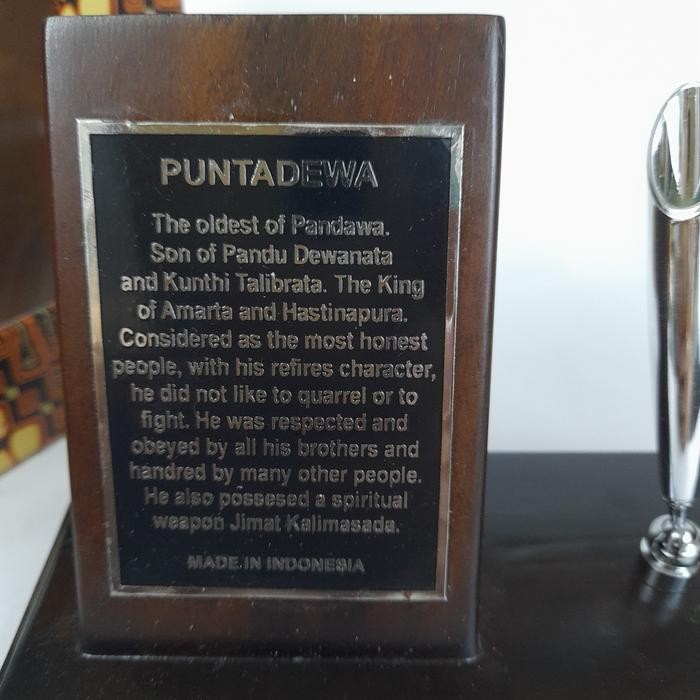 PUNTADEWA
The oldest of Pandawa.
Son of Pandu Dewanata
and Kunthi Talibrata. The King
of Amarta and Hastinapura.
Considered as the most honest
people, with his refires character,
he did not like to quarrel or to
fight. He was respected and
obeyed by all his brothers and
handred by many other people.
He also possesed a spiritual
weapon Jimat Kalimasada.
MADE IN INDONESIA